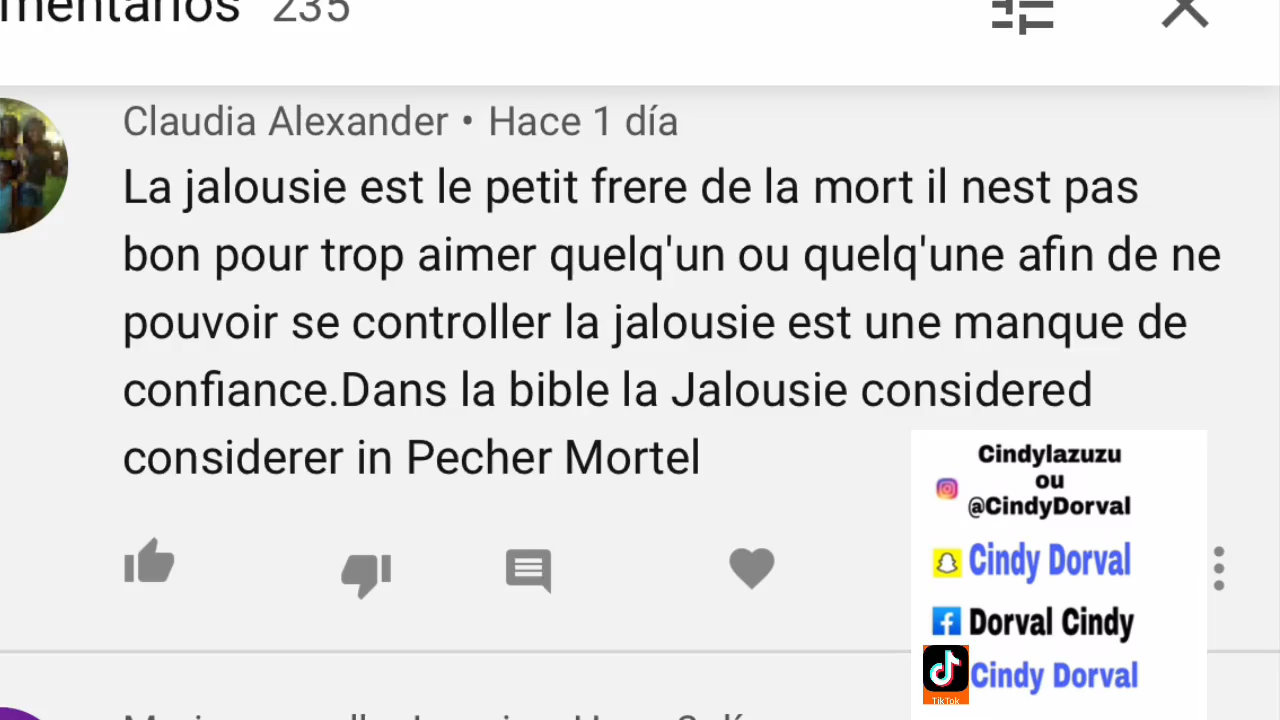 mentarios 235
Claudia Alexander • Hace 1 día
La jalousie est le petit frere de la mort il nest pas
bon pour trop aimer quelq'un ou quelq'une afin de ne
pouvoir se controller la jalousie est une manque de
confiance.Dans la bible la Jalousie considered
considerer in Pecher Mortel
Cindylazuzu
ou
@CindyDorval
Cindy Dorval
Dorval Cindy
Cindy Dorval
TikTok